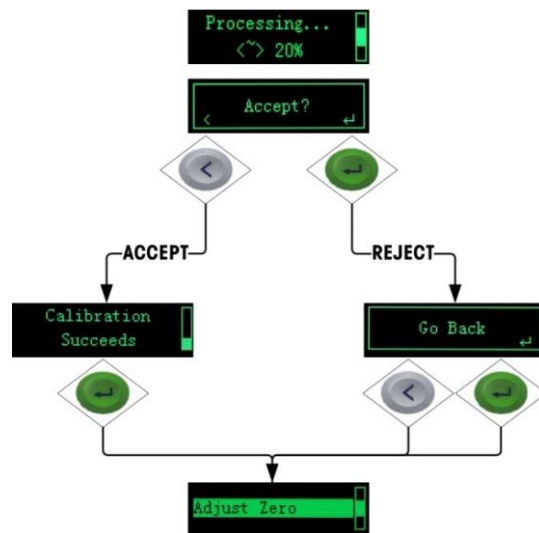 Processing...
<~> 20%
Accept?
< ↵
< ↵
ACCEPT REJECT
Calibration
Succeeds
Go Back
↵
↵ < ↵
Adjust Zero